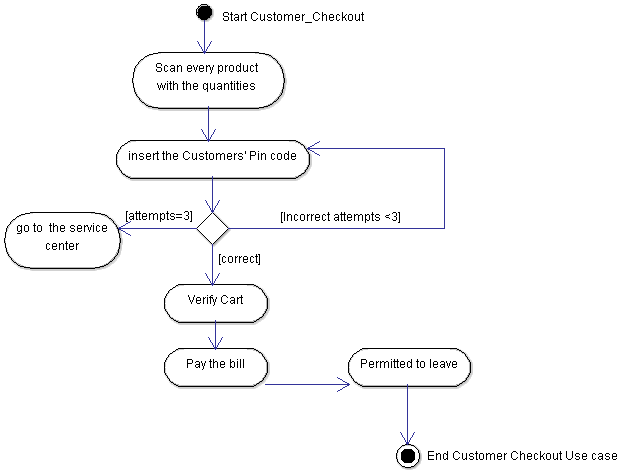 Start Customer_Checkout
Scan every product
with the quantities
insert the Customers' Pin code
[attempts=3]
[Incorrect attempts <3]
go to  the service
center
[correct]
Verify Cart
Pay the bill
Permitted to leave
End Customer Checkout Use case